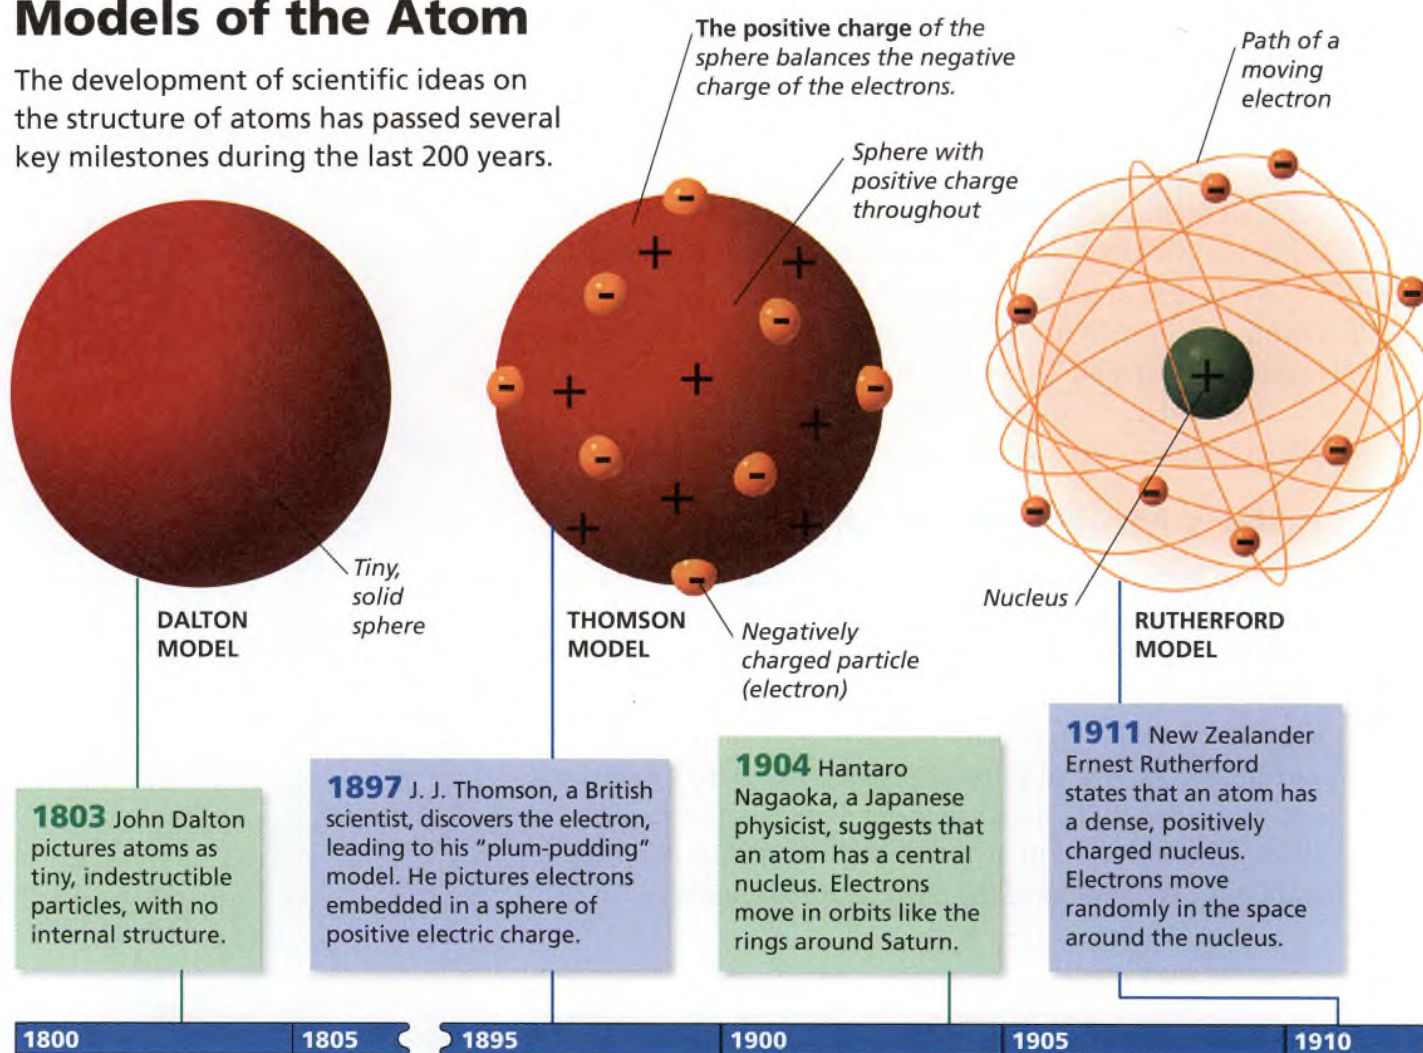 Models of the Atom
The development of scientific ideas on
the structure of atoms has passed several
key milestones during the last 200 years.
The positive charge of the
sphere balances the negative
charge of the electrons.
Sphere with
positive charge
throughout
Path of a
moving
electron
Tiny,
solid
sphere
DALTON
MODEL
THOMSON
MODEL
Negatively
charged particle
(electron)
Nucleus
RUTHERFORD
MODEL
1803 John Dalton
pictures atoms as
tiny, indestructible
particles, with no
internal structure.
1897 J. J. Thomson, a British
scientist, discovers the electron,
leading to his “plum-pudding”
model. He pictures electrons
embedded in a sphere of
positive electric charge.
1904 Hantaro
Nagaoka, a Japanese
physicist, suggests that
an atom has a central
nucleus. Electrons
move in orbits like the
rings around Saturn.
1911 New Zealander
Ernest Rutherford
states that an atom has
a dense, positively
charged nucleus.
Electrons move
randomly in the space
around the nucleus.
1800 1805 1895 1900 1905 1910